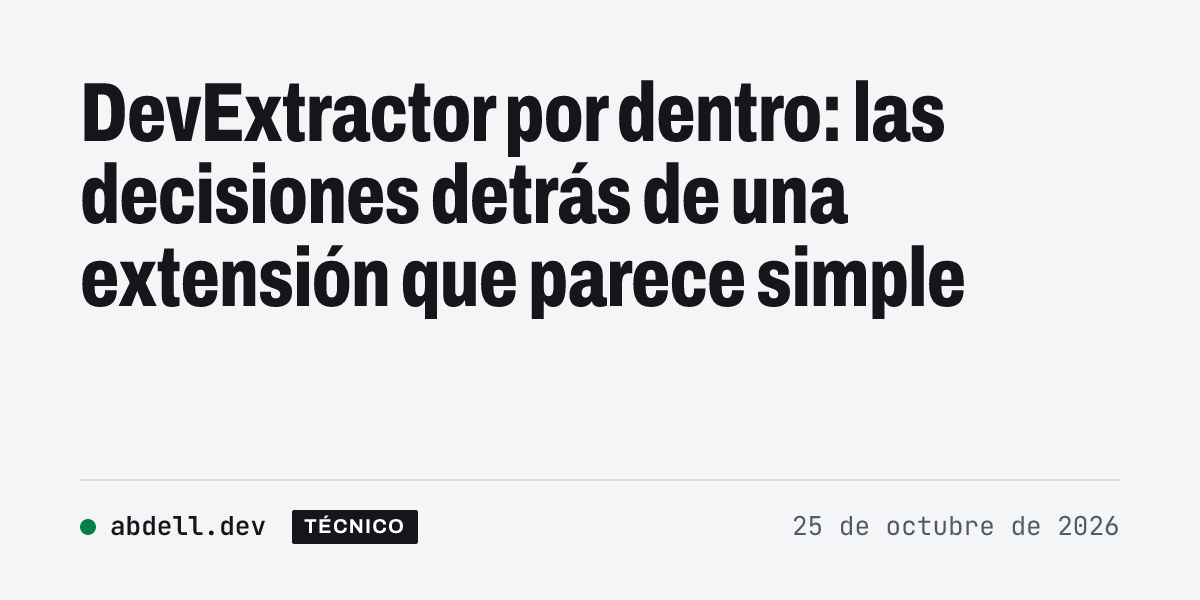 DevExtractor por dentro: las
decisiones detrás de una
extensión que parece simple
abdell.dev
TÉCNICO
25 de octubre de 2026